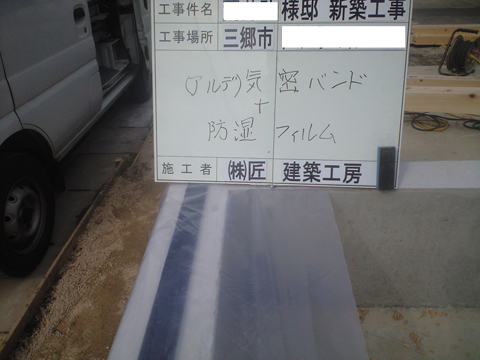 工事件名 様邸 新築工事
工事場所 三郷市
アルデラ気密バンド
+
防湿フィルム
施工者 ㈱匠 建築工房